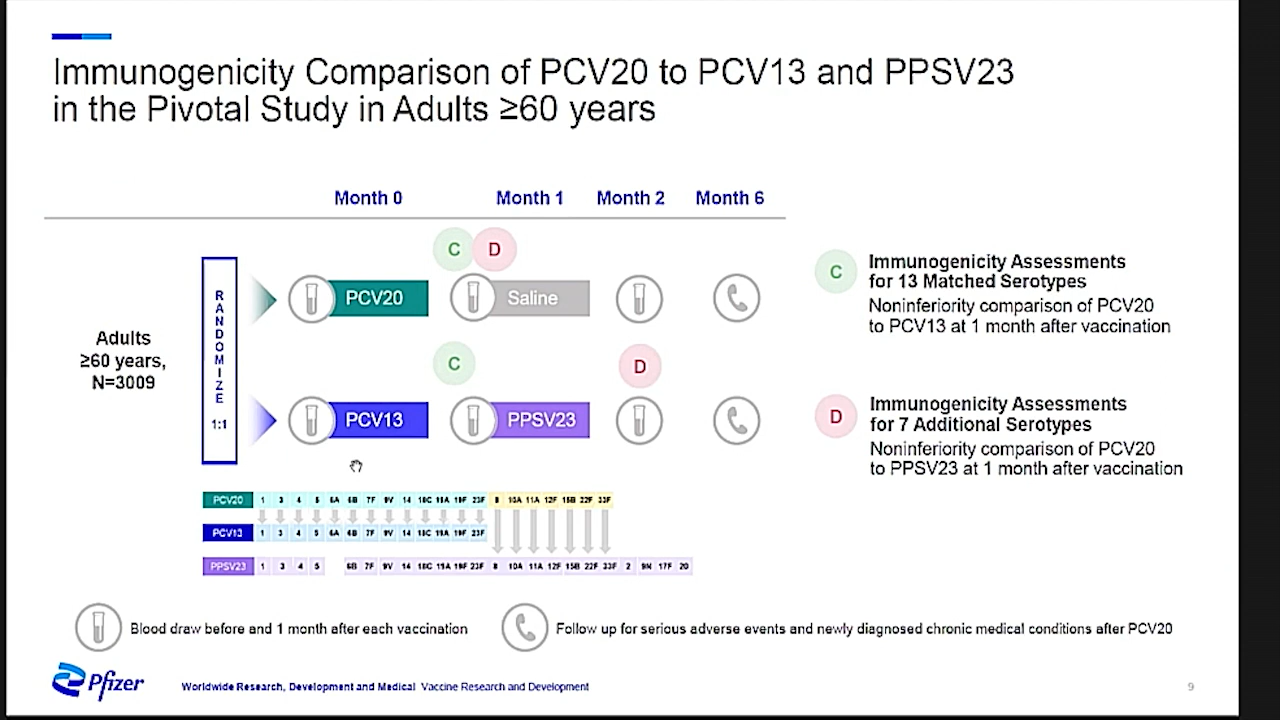 Immunogenicity Comparison of PCV20 to PCV13 and PPSV23
in the Pivotal Study in Adults ≥60 years
Month 0 Month 1 Month 2 Month 6
C D
PCV20 Saline
Adults
≥60 years,
N=3009
RANDOMIZE
1:1
C D
PCV13 PPSV23
C
Immunogenicity Assessments
for 13 Matched Serotypes
Noninferiority comparison of PCV20
to PCV13 at 1 month after vaccination
D
Immunogenicity Assessments
for 7 Additional Serotypes
Noninferiority comparison of PCV20
to PPSV23 at 1 month after vaccination
PCV20 1 3 4 5 6A 6B 7F 9V 14 18C 19A 19F 23F 8 10A 11A 12F 15B 22F 33F
PCV13 1 3 4 5 6A 6B 7F 9V 14 18C 19A 19F 23F
PPSV23 1 3 4 5 6B 7F 9V 14 18C 19A 19F 23F 8 10A 11A 12F 15B 22F 33F 2 9N 17F 20
Blood draw before and 1 month after each vaccination
Follow up for serious adverse events and newly diagnosed chronic medical conditions after PCV20
Pfizer
Worldwide Research, Development and Medical Vaccine Research and Development
9